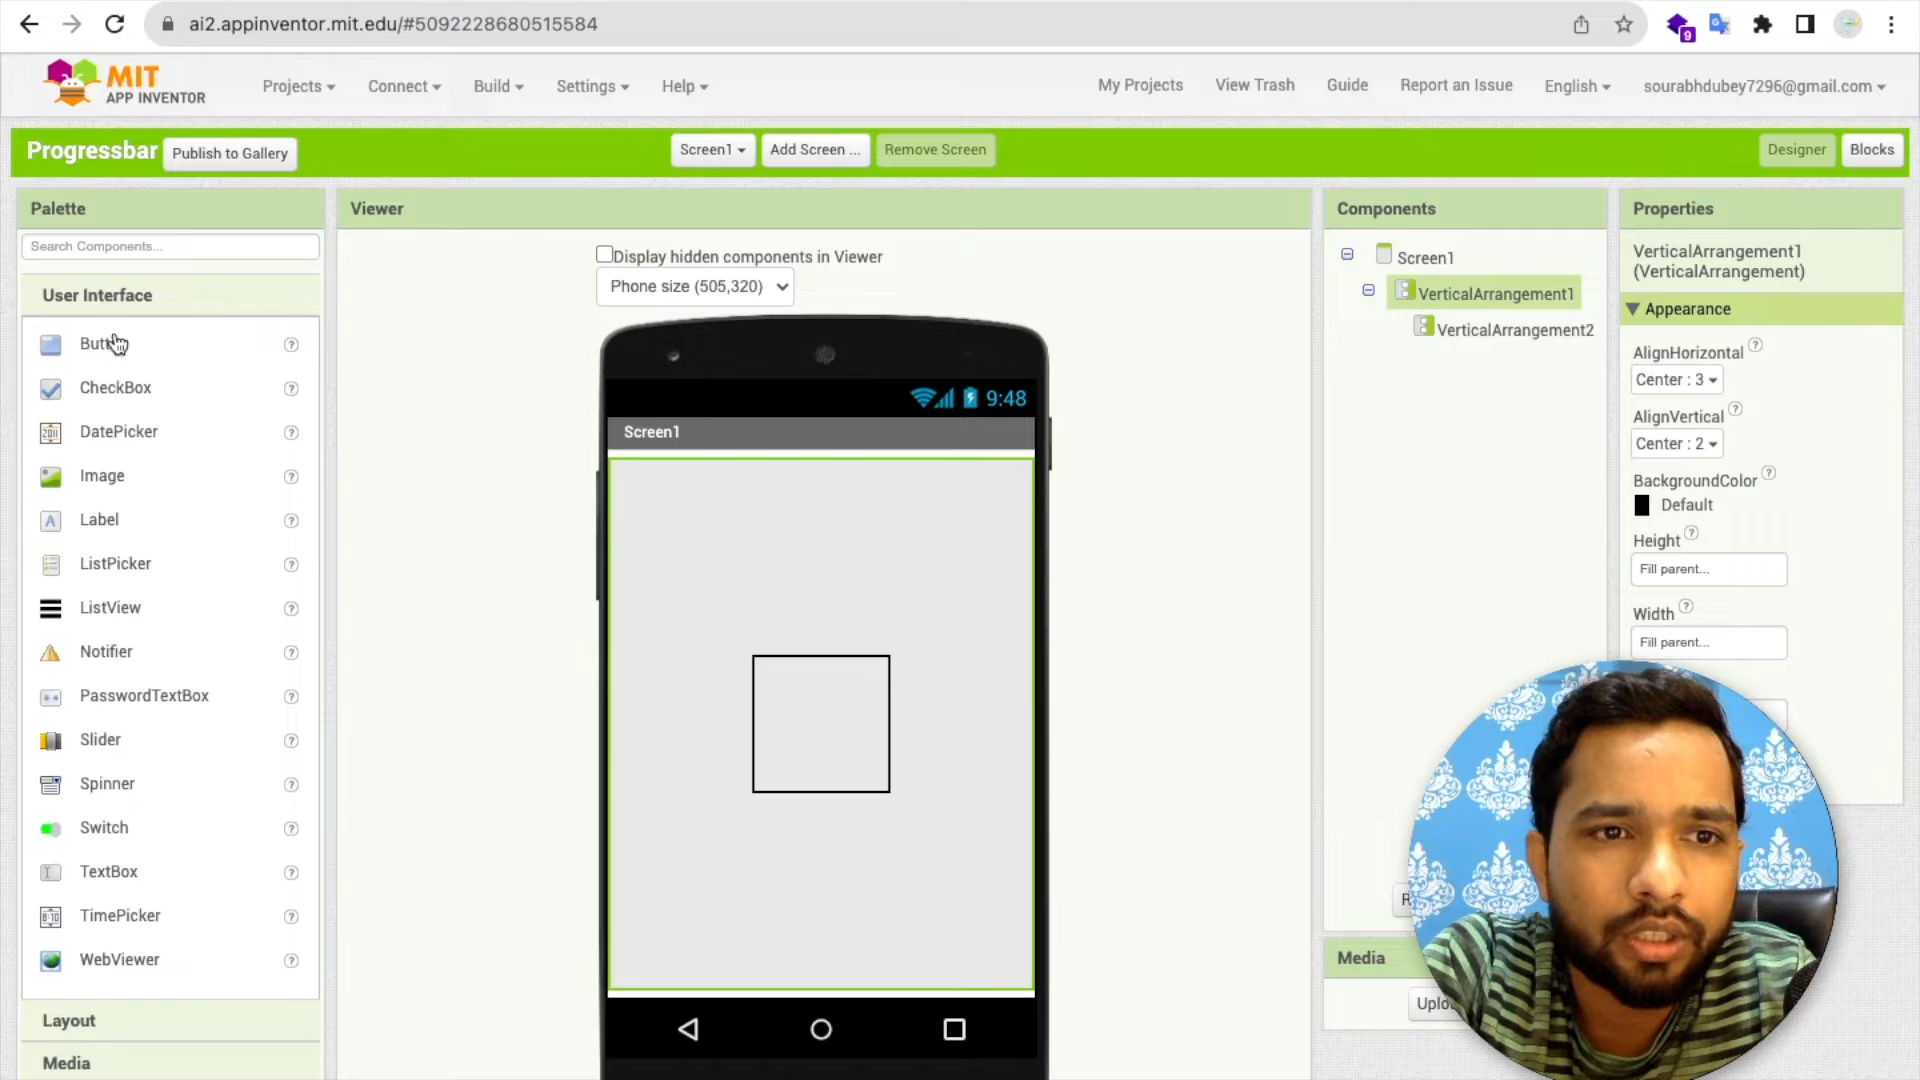 ai2.appinventor.mit.edu/#5092228680515584
9
MIT
APP INVENTOR
Projects
Connect
Build
Settings
Help
My Projects
View Trash
Guide
Report an Issue
English
sourabhdubey7296@gmail.com
Progressbar
Publish to Gallery
Screen1
Add Screen ...
Remove Screen
Designer
Blocks
Palette
Search Components...
User Interface
Button
?
CheckBox
?
DatePicker
?
Image
?
Label
?
ListPicker
?
ListView
?
Notifier
?
PasswordTextBox
?
Slider
?
Spinner
?
Switch
?
TextBox
?
TimePicker
?
WebViewer
?
Layout
Media
Viewer
Display hidden components in Viewer
Phone size (505,320)
9:48
Screen1
Components
Screen1
VerticalArrangement1
VerticalArrangement2
Media
Uplo
Properties
VerticalArrangement1
(VerticalArrangement)
Appearance
AlignHorizontal ?
Center : 3
AlignVertical ?
Center : 2
BackgroundColor ?
Default
Height ?
Fill parent...
Width ?
Fill parent...